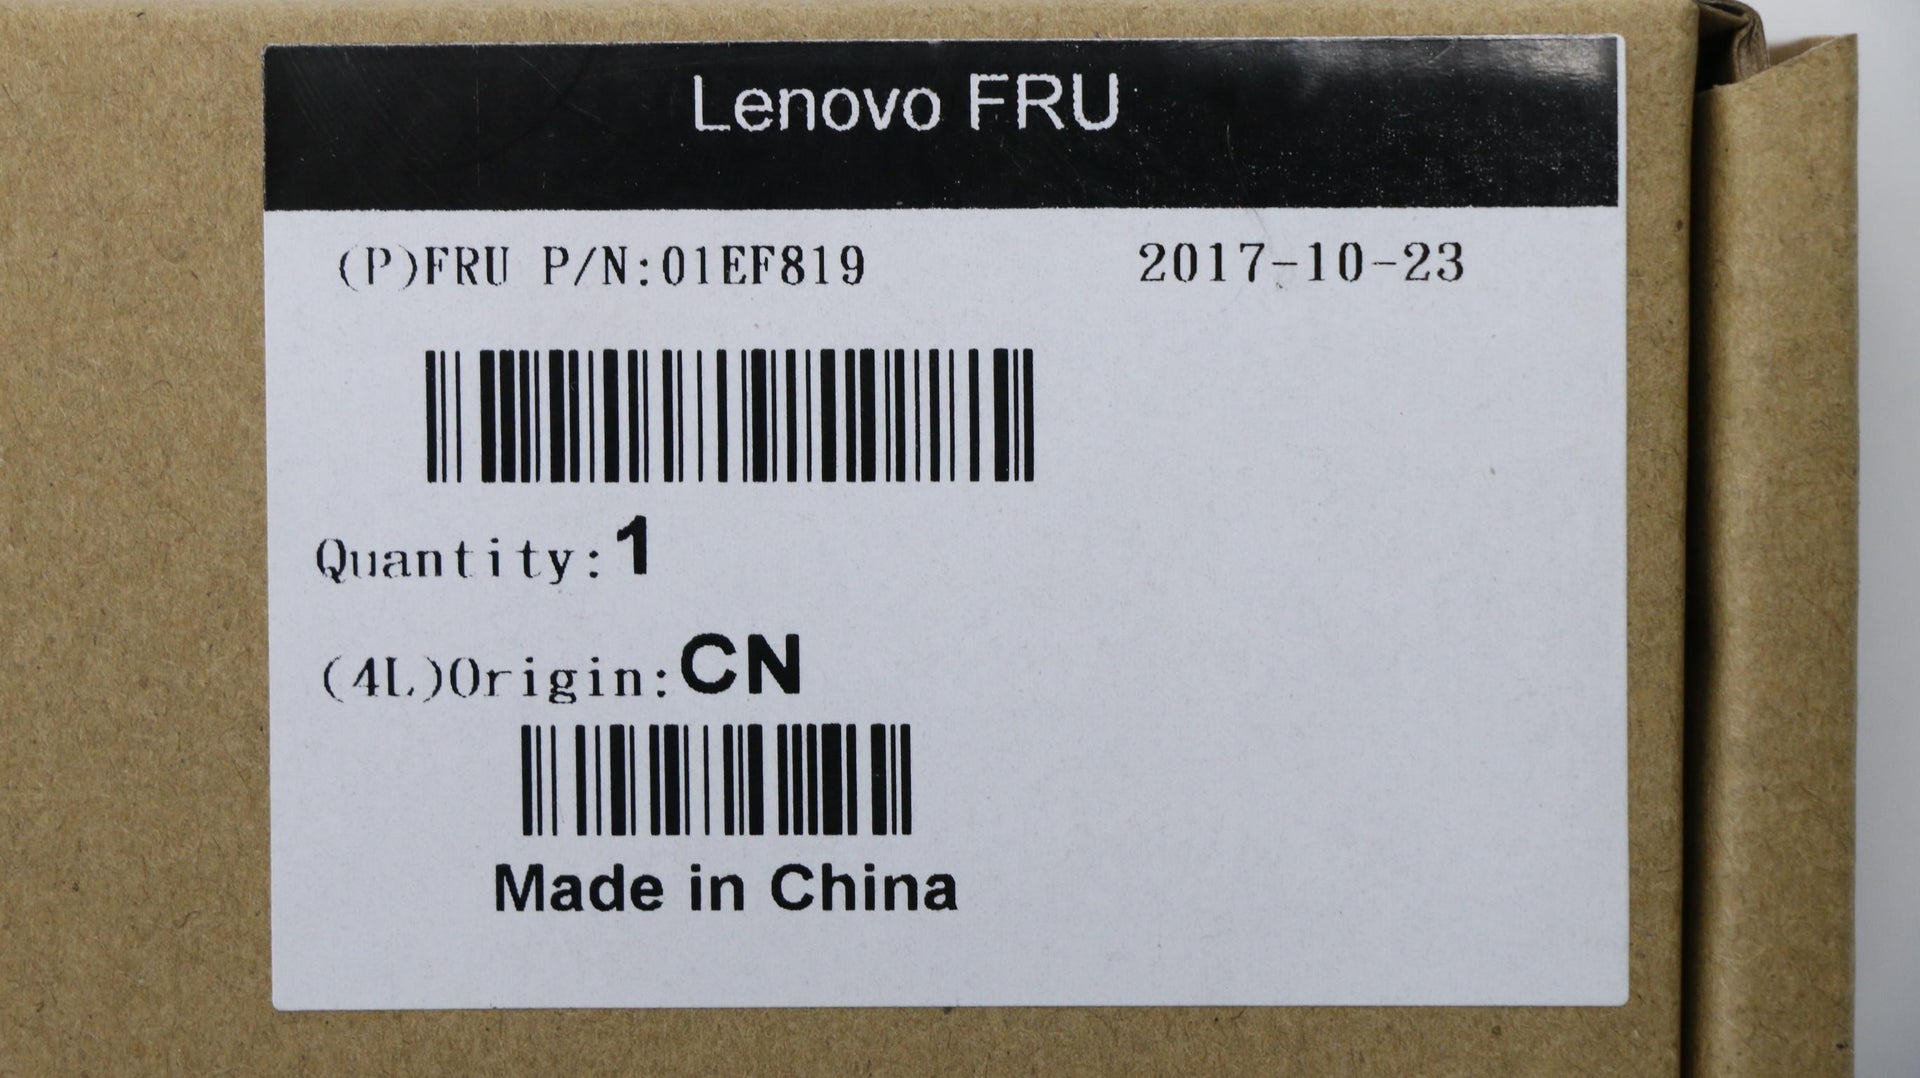 Lenovo FRU
(P)FRU P/N:01EF819 2017-10-23
Quantity:1
(4L)Origin:CN
Made in China